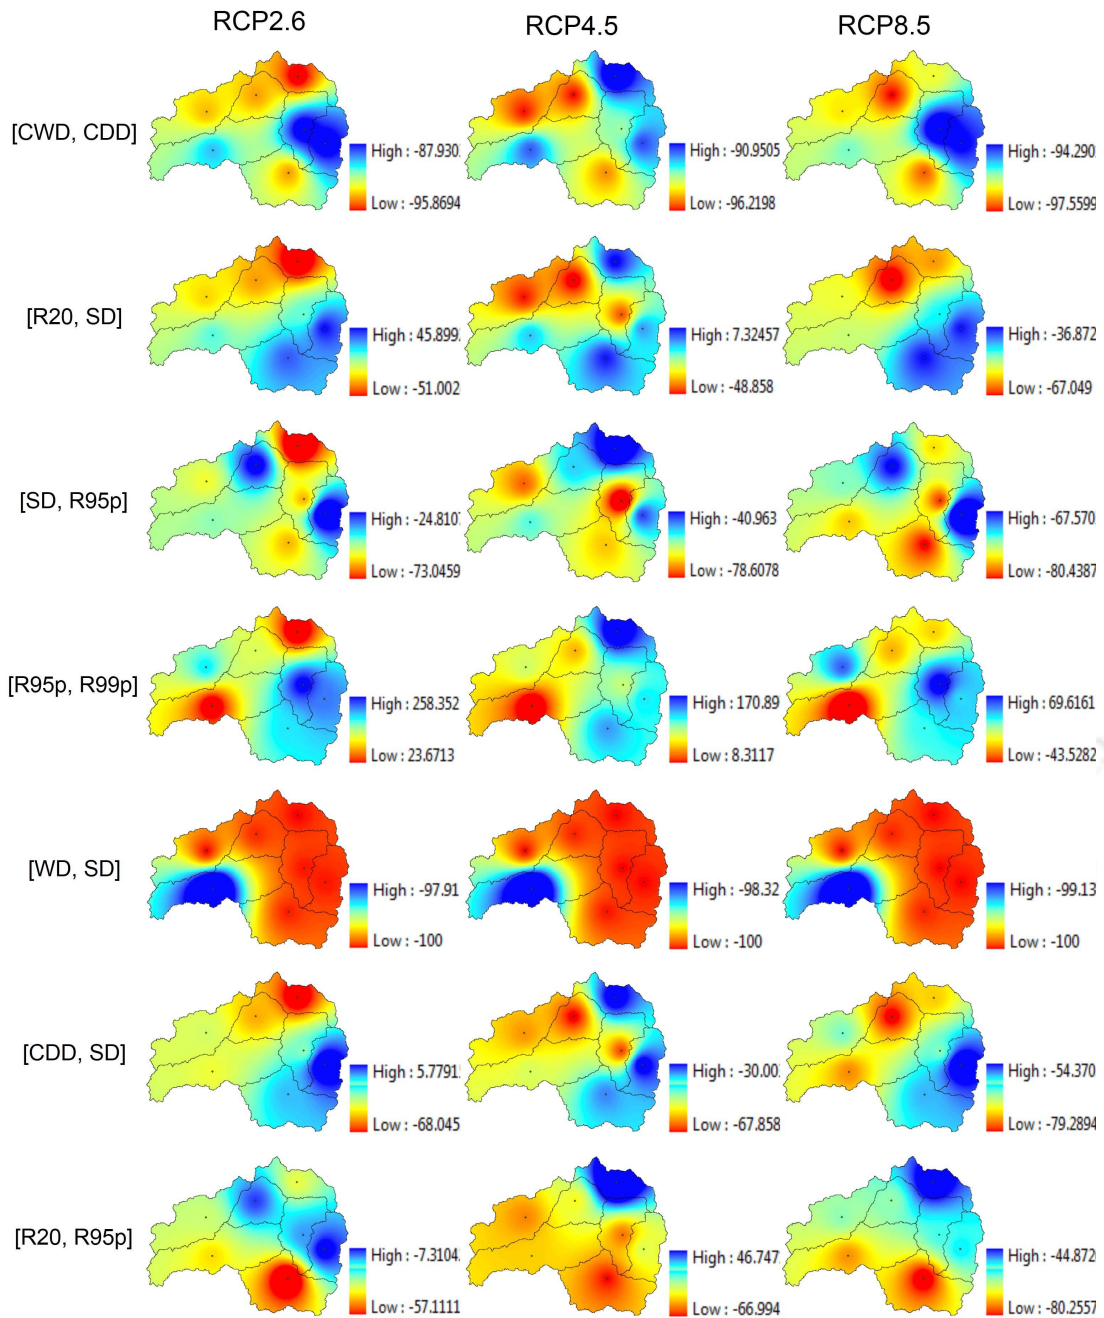 RCP2.6 RCP4.5 RCP8.5
[CWD, CDD]
High : -87.930 High : -90.9505 High : -94.290
Low : -95.8694 Low : -96.2198 Low : -97.5599
[R20, SD]
High : 45.899 High : 7.32457 High : -36.872
Low : -51.002 Low : -48.858 Low : -67.049
[SD, R95p]
High : -24.810 High : -40.963 High : -67.570
Low : -73.0459 Low : -78.6078 Low : -80.4387
[R95p, R99p]
High : 258.352 High : 170.89 High : 69.6161
Low : 23.6713 Low : 8.3117 Low : -43.5282
[WD, SD]
High : -97.91 High : -98.32 High : -99.13
Low : -100 Low : -100 Low : -100
[CDD, SD]
High : 5.7791 High : -30.00 High : -54.370
Low : -68.045 Low : -67.858 Low : -79.2894
[R20, R95p]
High : -7.3104 High : 46.747 High : -44.872
Low : -57.1111 Low : -66.994 Low : -80.2557